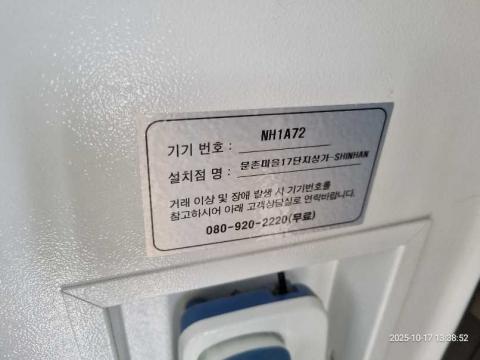 기기 번호 : NH1A72
설치점 명 : 문촌마을17단지상가-SHINHAN
거래 이상 및 장애 발생 시 기기번호를
참고하시어 아래 고객상담실로 연락바랍니다.
080-920-2220(무료)
2025-10-17 13:38:52